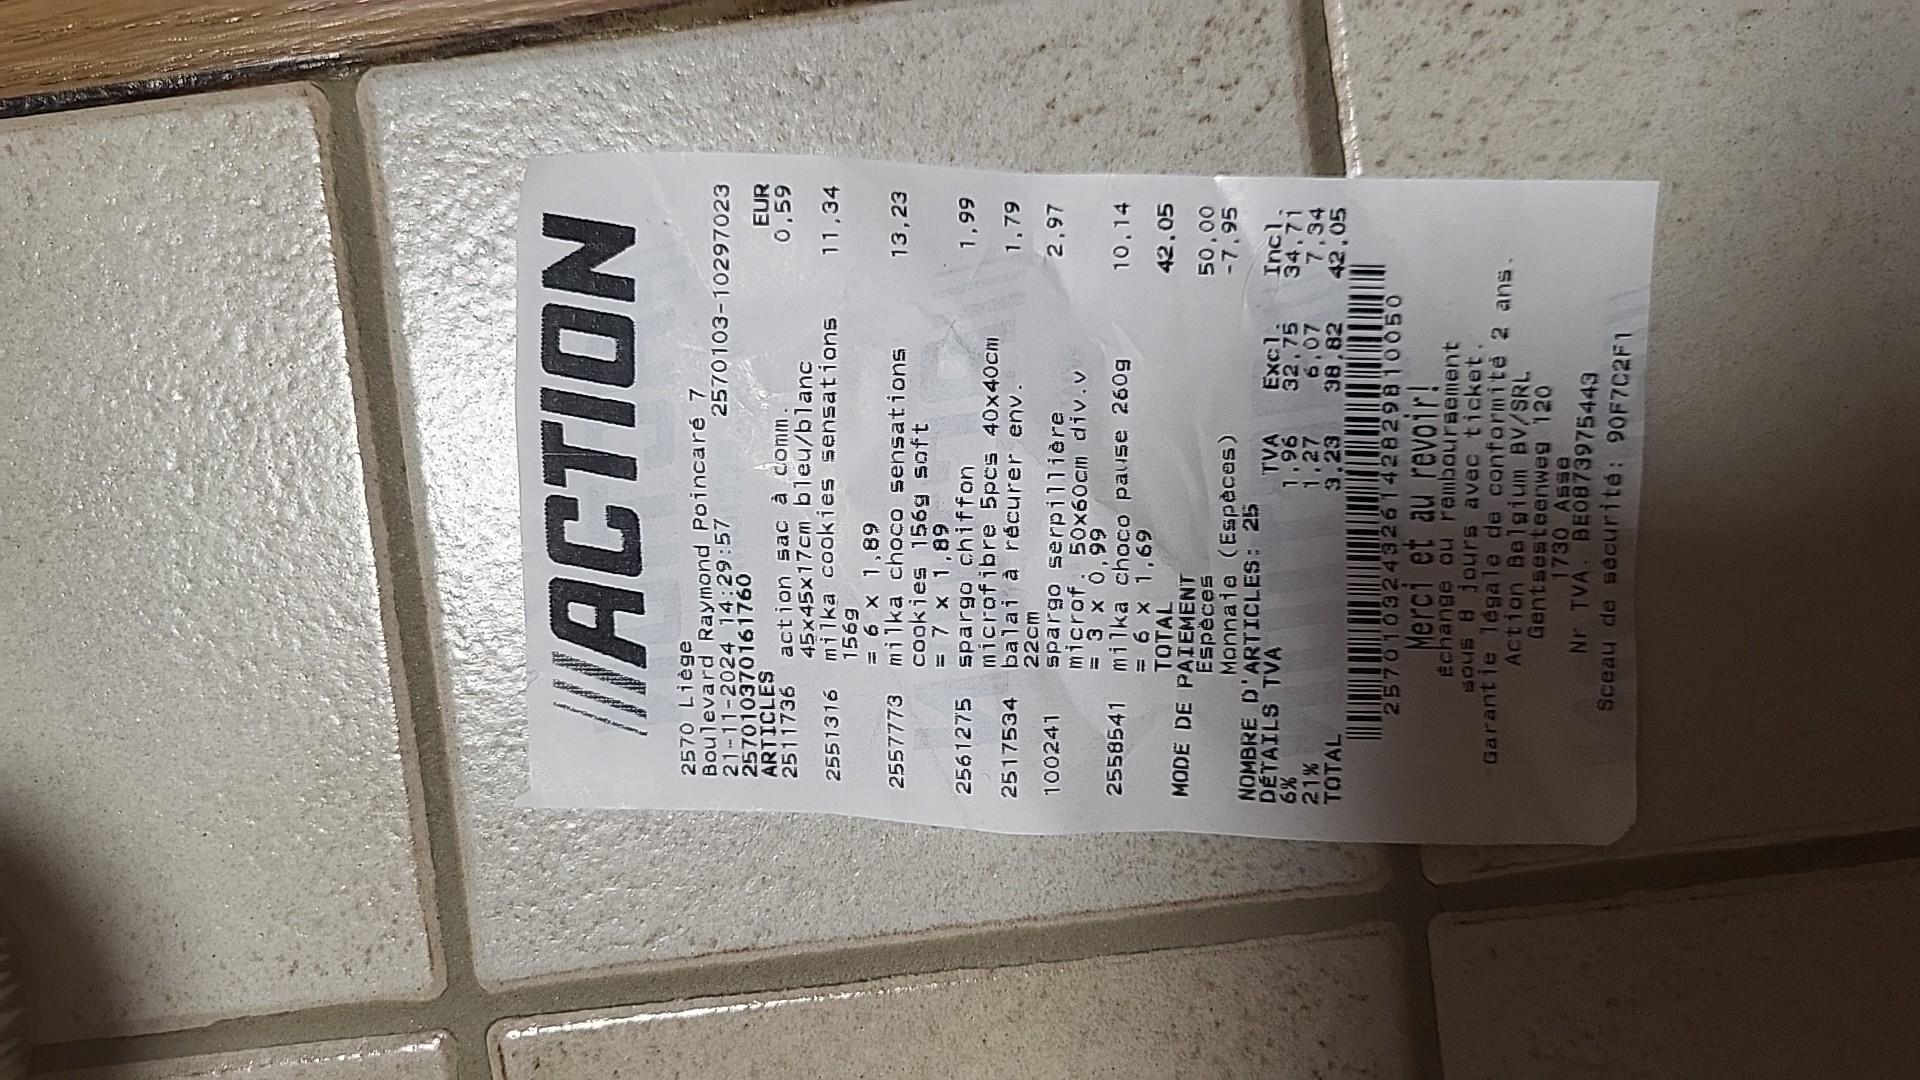 ///ACTION
2570 Liège
Boulevard Raymond Poincaré 7
21-11-2024 14:29:57 2570103-10297023
2570103701617​60
ARTICLES EUR
2511736 action sac à comm. 0,59
45x45x17cm bleu/blanc
2551316 milka cookies sensations 11,34
156g
= 6 x 1,89
2557773 milka choco sensations 13,23
cookies 156g soft
= 7 x 1,89
2561275 spargo chiffon 1,99
microfibre 5pcs 40x40cm
2517534 balai à récurer env. 1,79
22cm
100241 spargo serpillière 2,97
microf. 50x60cm div.v
= 3 x 0,99
2558541 milka choco pause 260g 10,14
= 6 x 1,69
TOTAL 42,05
MODE DE PAIEMENT
Espèces 50,00
Monnaie (Espèces) -7,95
NOMBRE D'ARTICLES: 25
DÉTAILS TVA TVA Excl. Incl.
6% 1,96 32,75 34,71
21% 1,27 6,07 7,34
TOTAL 3,23 38,82 42,05
257010324326142829810050
Merci et au revoir!
Échange ou remboursement
sous 8 jours avec ticket.
Garantie légale de conformité 2 ans.
Action Belgium BV/SRL
Gentsesteenweg 120
1730 Asse
Nr TVA. BE0873975443
Sceau de sécurité: 90F7C2F1